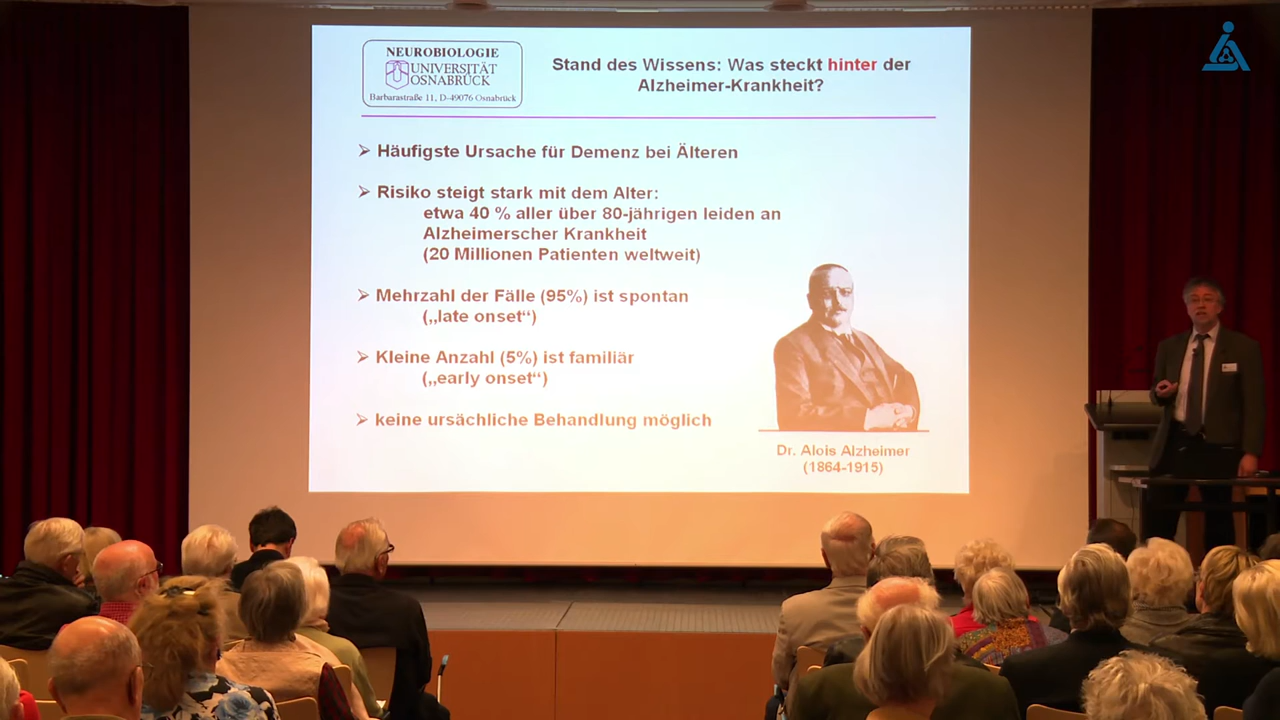 NEUROBIOLOGIE
UNIVERSITÄT
OSNABRÜCK
Barbarastraße 11, D-49076 Osnabrück
Stand des Wissens: Was steckt hinter der
Alzheimer-Krankheit?
➢ Häufigste Ursache für Demenz bei Älteren
➢ Risiko steigt stark mit dem Alter:
etwa 40 % aller über 80-jährigen leiden an
Alzheimerscher Krankheit
(20 Millionen Patienten weltweit)
➢ Mehrzahl der Fälle (95%) ist spontan
(„late onset“)
➢ Kleine Anzahl (5%) ist familiär
(„early onset“)
➢ keine ursächliche Behandlung möglich
Dr. Alois Alzheimer
(1864-1915)